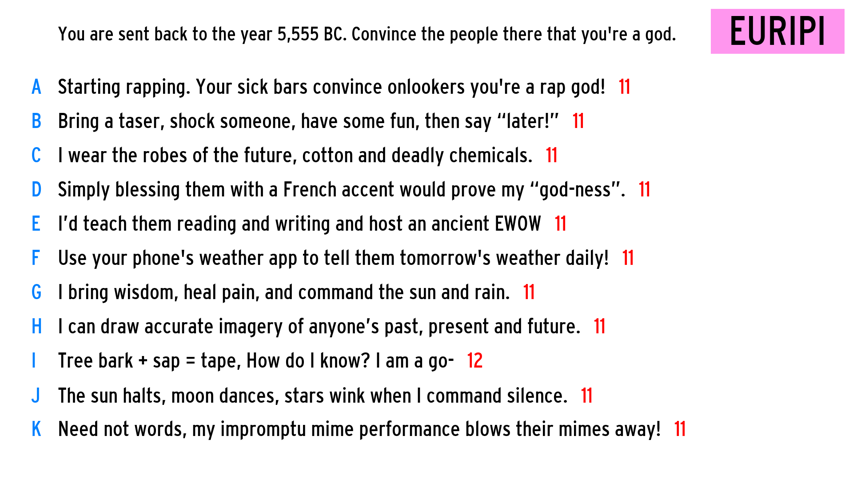 You are sent back to the year 5,555 BC. Convince the people there that you're a god. EURIPI
A Starting rapping. Your sick bars convince onlookers you're a rap god! 11
B Bring a taser, shock someone, have some fun, then say “later!” 11
C I wear the robes of the future, cotton and deadly chemicals. 11
D Simply blessing them with a French accent would prove my “god-ness”. 11
E I’d teach them reading and writing and host an ancient EWOW 11
F Use your phone's weather app to tell them tomorrow's weather daily! 11
G I bring wisdom, heal pain, and command the sun and rain. 11
H I can draw accurate imagery of anyone’s past, present and future. 11
I Tree bark + sap = tape, How do I know? I am a go- 12
J The sun halts, moon dances, stars wink when I command silence. 11
K Need not words, my impromptu mime performance blows their mimes away! 11